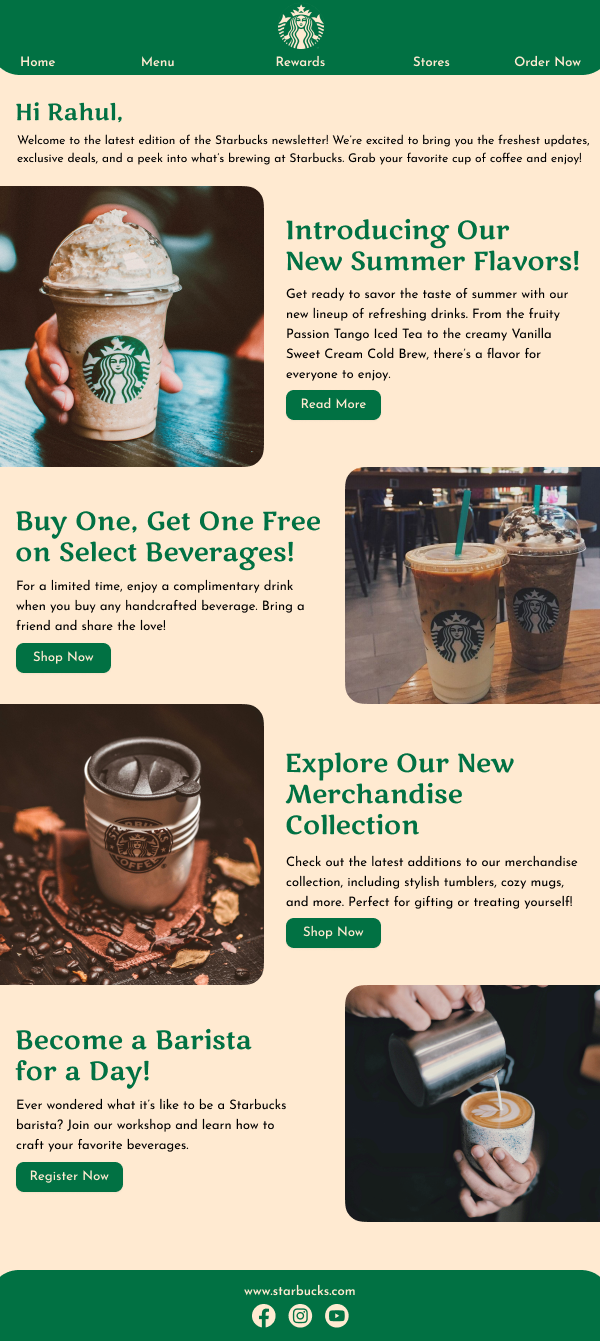 Home Menu Rewards Stores Order Now
Hi Rahul,
Welcome to the latest edition of the Starbucks newsletter! We're excited to bring you the freshest updates,
exclusive deals, and a peek into what's brewing at Starbucks. Grab your favorite cup of coffee and enjoy!
Introducing Our
New Summer Flavors!
Get ready to savor the taste of summer with our
new lineup of refreshing drinks. From the fruity
Passion Tango Iced Tea to the creamy Vanilla
Sweet Cream Cold Brew, there's a flavor for
everyone to enjoy.
Read More
Buy One, Get One Free
on Select Beverages!
For a limited time, enjoy a complimentary drink
when you buy any handcrafted beverage. Bring a
friend and share the love!
Shop Now
STARBUCKS
COFFEE
Explore Our New
Merchandise
Collection
Check out the latest additions to our merchandise
collection, including stylish tumblers, cozy mugs,
and more. Perfect for gifting or treating yourself!
Shop Now
Become a Barista
for a Day!
Ever wondered what it's like to be a Starbucks
barista? Join our workshop and learn how to
craft your favorite beverages.
Register Now
www.starbucks.com